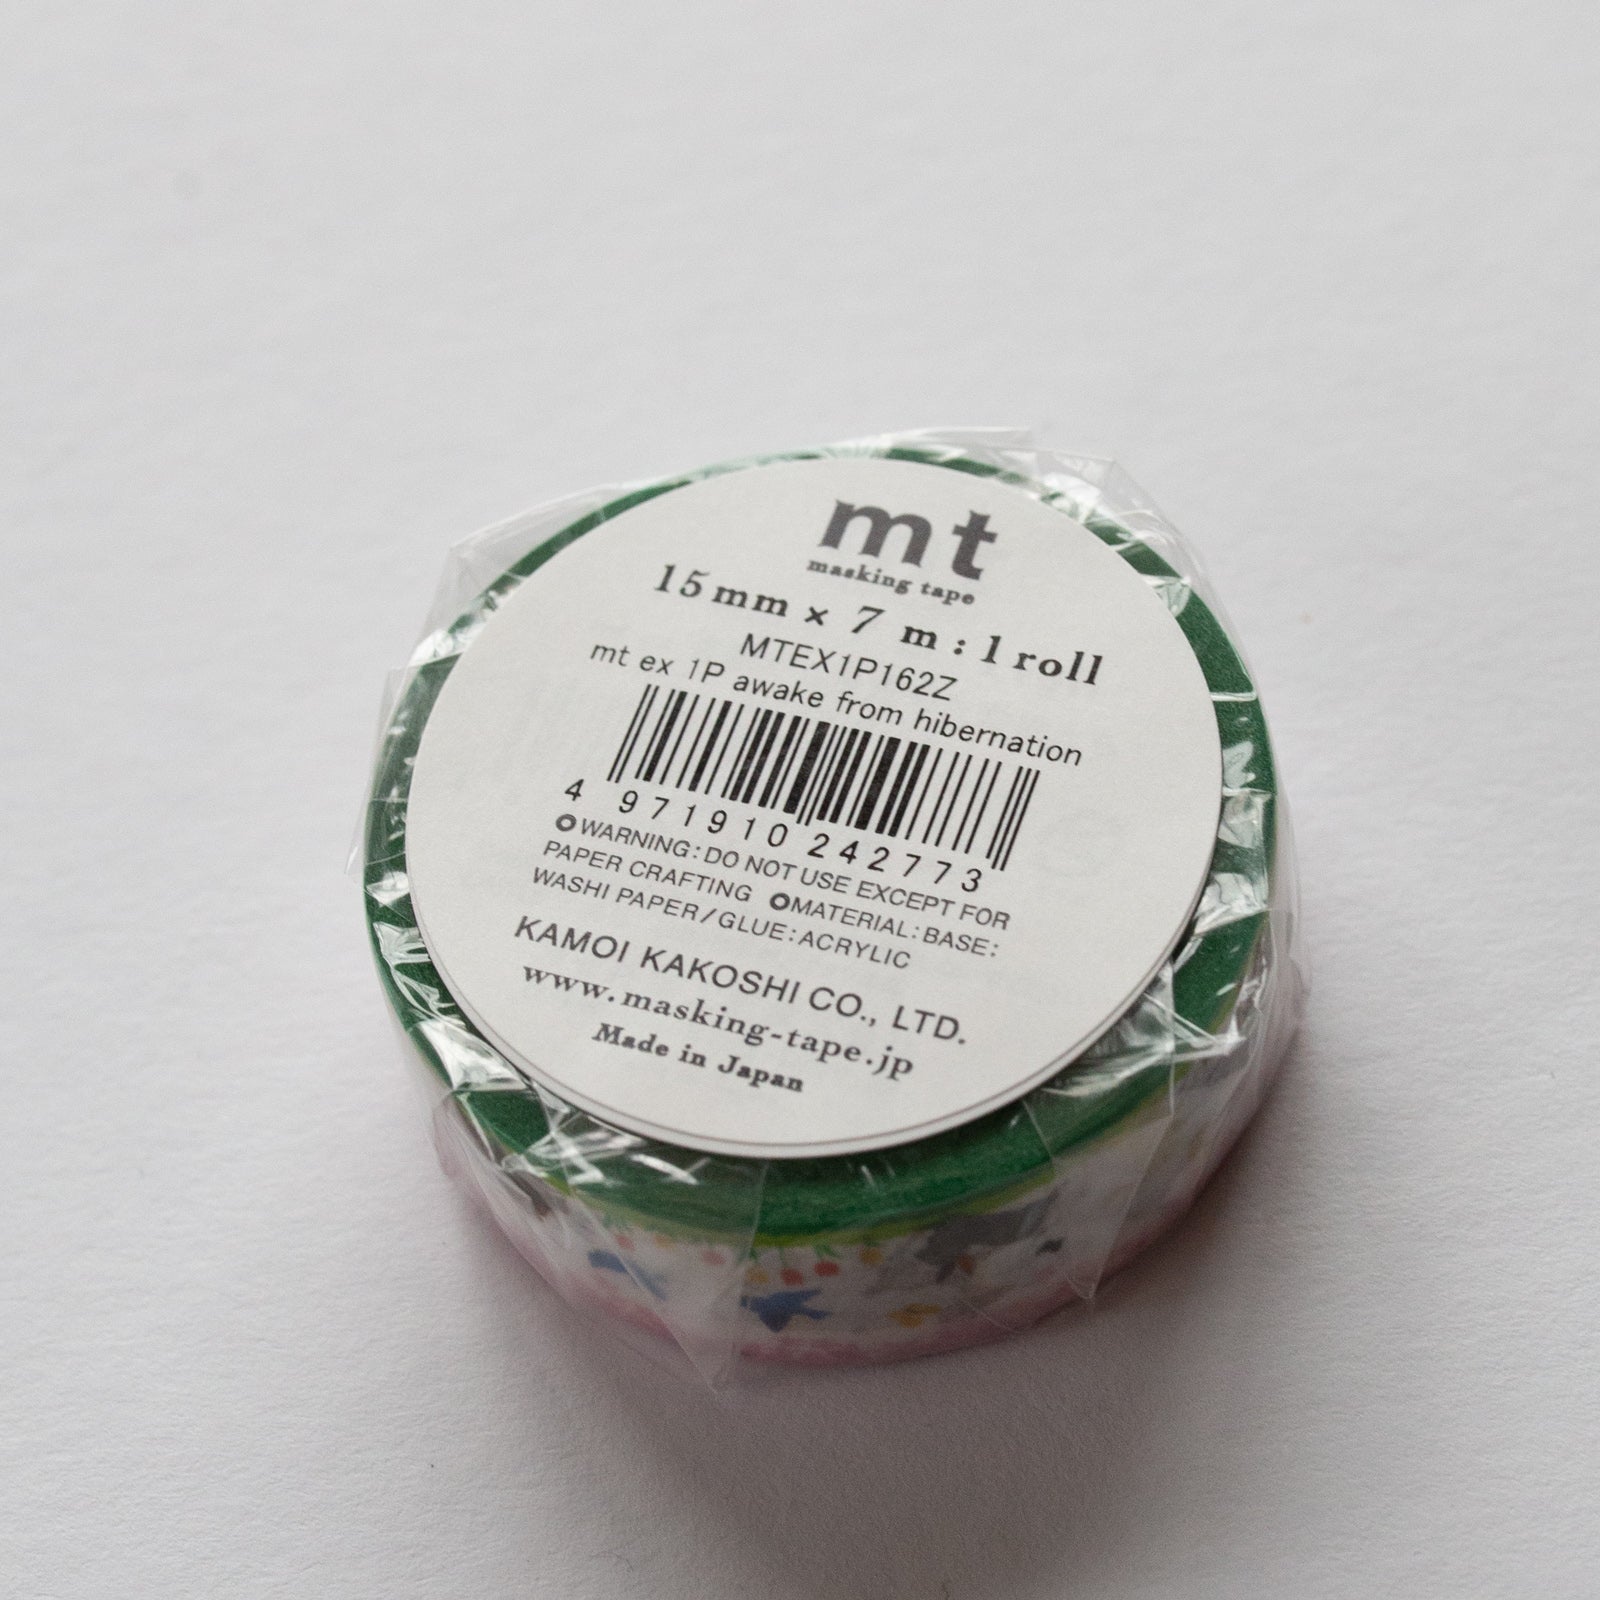 mt
masking tape
15mm × 7 m : 1 roll
MTEX1P162Z
mt ex 1P awake from hibernation
4 971910 242773
WARNING: DO NOT USE EXCEPT FOR
PAPER CRAFTING MATERIAL: BASE:
WASHI PAPER/GLUE: ACRYLIC
KAMOI KAKOSHI CO., LTD.
www.masking-tape.jp
Made in Japan